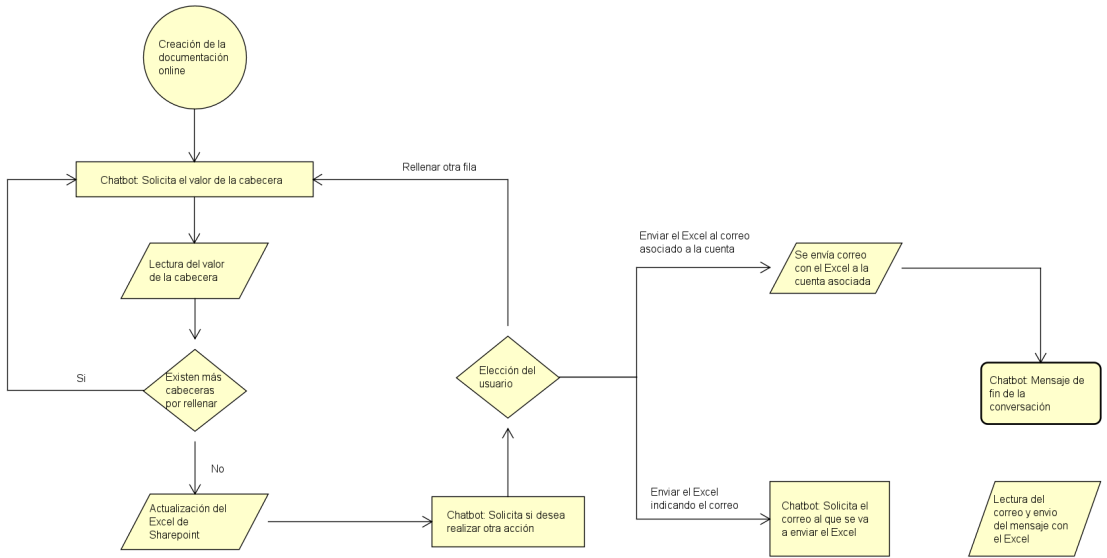 Creación de la
documentación
online
Chatbot: Solicita el valor de la cabecera
Rellenar otra fila
Lectura del valor
de la cabecera
Existen más
cabeceras
por rellenar
Si
No
Actualización del
Excel de
Sharepoint
Chatbot: Solicita si desea
realizar otra acción
Elección del
usuario
Enviar el Excel al correo
asociado a la cuenta
Se envía correo
con el Excel a la
cuenta asociada
Chatbot: Mensaje de
fin de la
conversación
Enviar el Excel
indicando el correo
Chatbot: Solicita el
correo al que se va
a enviar el Excel
Lectura del
correo y envio
del mensaje con
el Excel